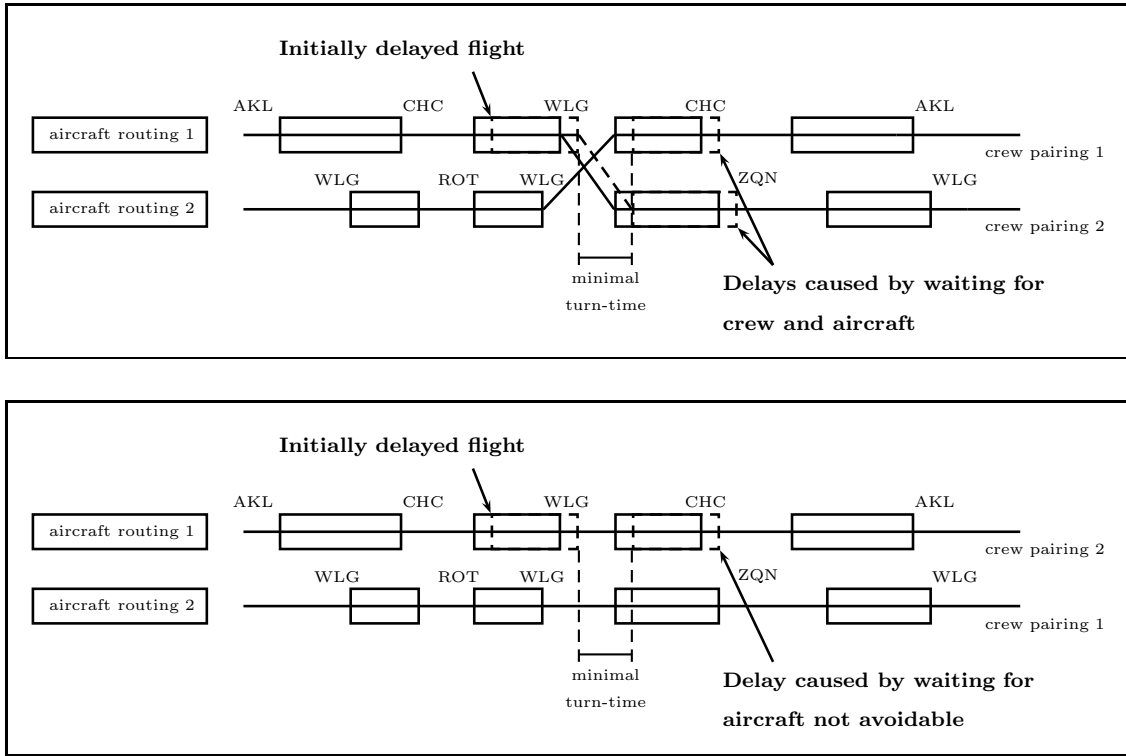 Initially delayed flight
AKL CHC WLG CHC AKL
aircraft routing 1
crew pairing 1
WLG ROT WLG ZQN WLG
aircraft routing 2
crew pairing 2
minimal
turn-time
Delays caused by waiting for
crew and aircraft
Initially delayed flight
AKL CHC WLG CHC AKL
aircraft routing 1
crew pairing 2
WLG ROT WLG ZQN WLG
aircraft routing 2
crew pairing 1
minimal
turn-time
Delay caused by waiting for
aircraft not avoidable